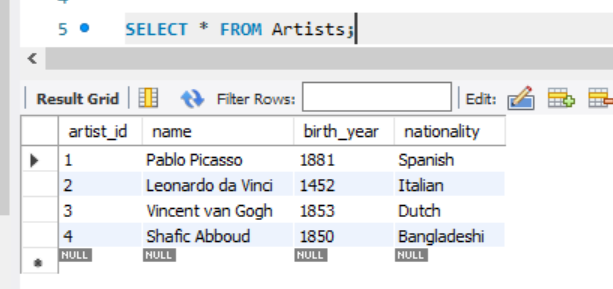 5 SELECT * FROM Artists;
Result Grid Filter Rows: Edit:
artist_id name birth_year nationality
1 Pablo Picasso 1881 Spanish
2 Leonardo da Vinci 1452 Italian
3 Vincent van Gogh 1853 Dutch
4 Shafic Abboud 1850 Bangladeshi
NULL NULL NULL NULL